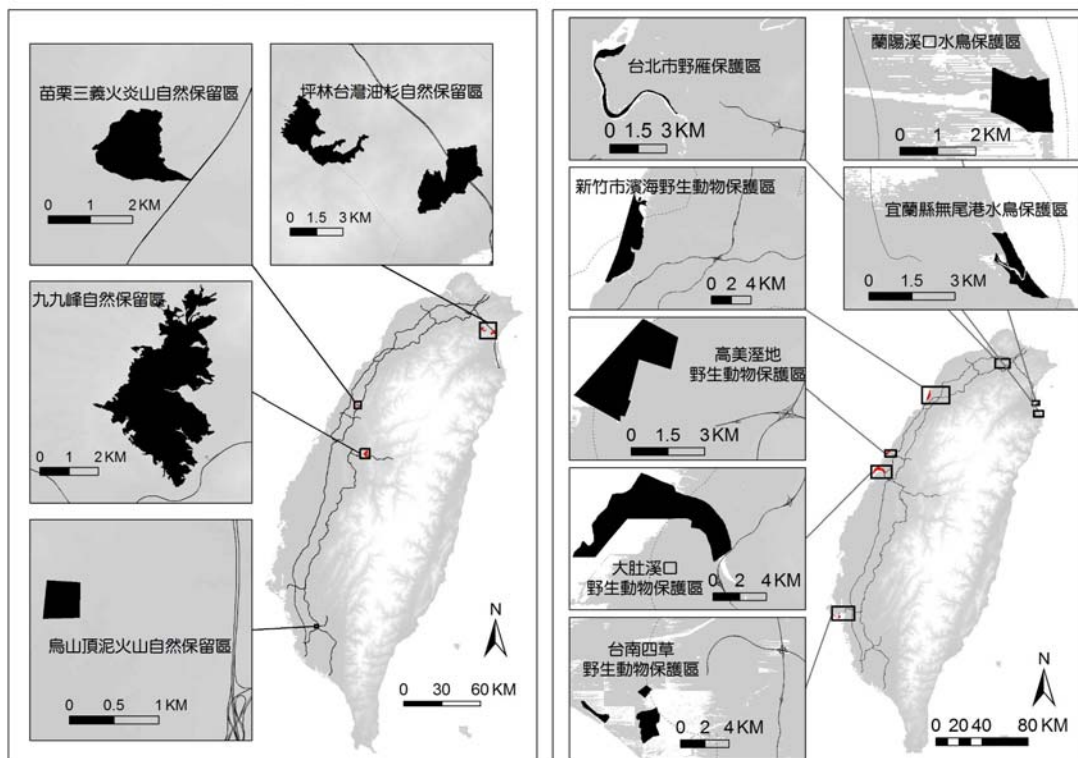 苗栗三義火炎山自然保留區
0 1 2 KM
坪林台灣油杉自然保留區
0 1.5 3 KM
九九峰自然保留區
0 1 2 KM
烏山頂泥火山自然保留區
0 0.5 1 KM
N
0 30 60 KM
台北市野雁保護區
0 1.5 3 KM
蘭陽溪口水鳥保護區
0 1 2 KM
新竹市濱海野生動物保護區
0 2 4 KM
宜蘭縣無尾港水鳥保護區
0 1.5 3 KM
高美溼地
野生動物保護區
0 1.5 3 KM
大肚溪口
野生動物保護區
0 2 4 KM
台南四草
野生動物保護區
0 2 4 KM
N
0 20 40 80 KM